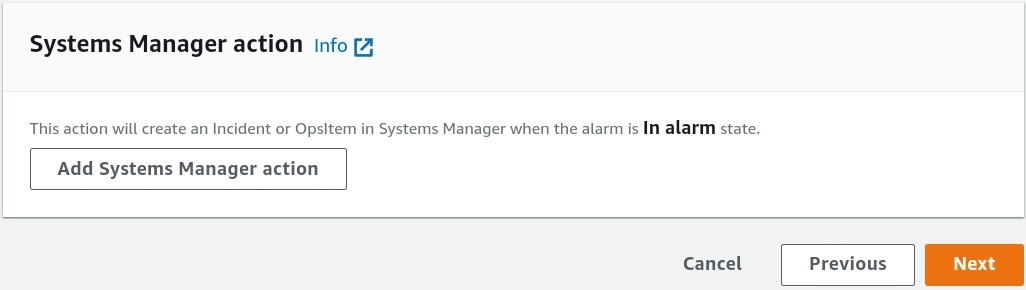 Systems Manager action Info
This action will create an Incident or OpsItem in Systems Manager when the alarm is In alarm state.
Add Systems Manager action
Cancel Previous Next